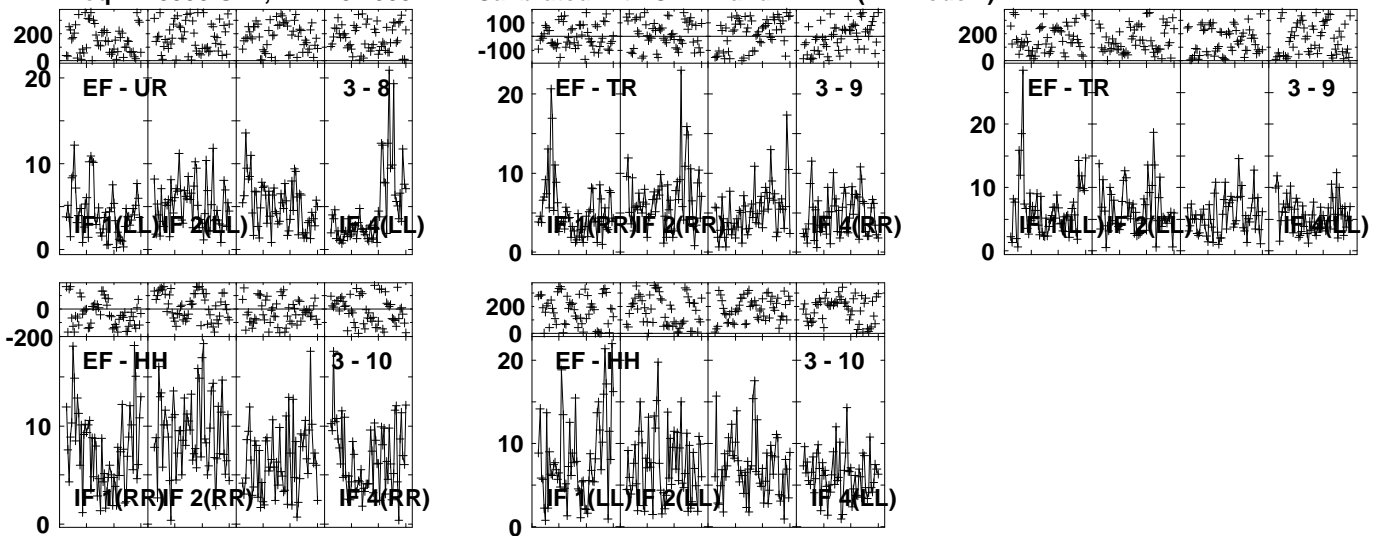 200
0
20
10
0
EF - UR
3 - 8
IF 1(LL)
IF 2(LL)
IF 4(LL)
100
-100
20
10
0
EF - TR
3 - 9
IF 1(RR)
IF 2(RR)
IF 4(RR)
200
0
20
10
0
EF - TR
3 - 9
IF 1(LL)
IF 2(LL)
IF 4(LL)
0
-200
10
0
EF - HH
3 - 10
IF 1(RR)
IF 2(RR)
IF 4(RR)
200
0
20
10
0
EF - HH
3 - 10
IF 1(LL)
IF 2(LL)
IF 4(LL)